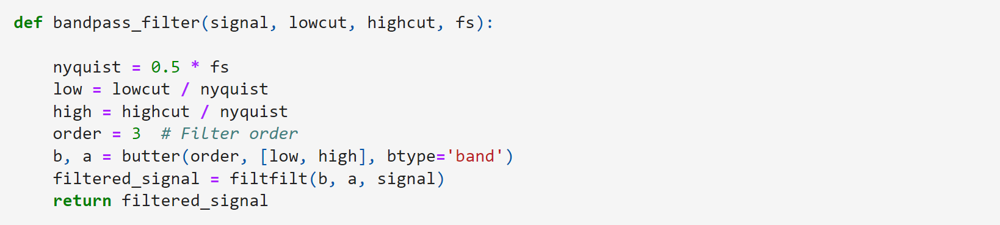 def bandpass_filter(signal, lowcut, highcut, fs):
    nyquist = 0.5 * fs
    low = lowcut / nyquist
    high = highcut / nyquist
    order = 3  # Filter order
    b, a = butter(order, [low, high], btype='band')
    filtered_signal = filtfilt(b, a, signal)
    return filtered_signal